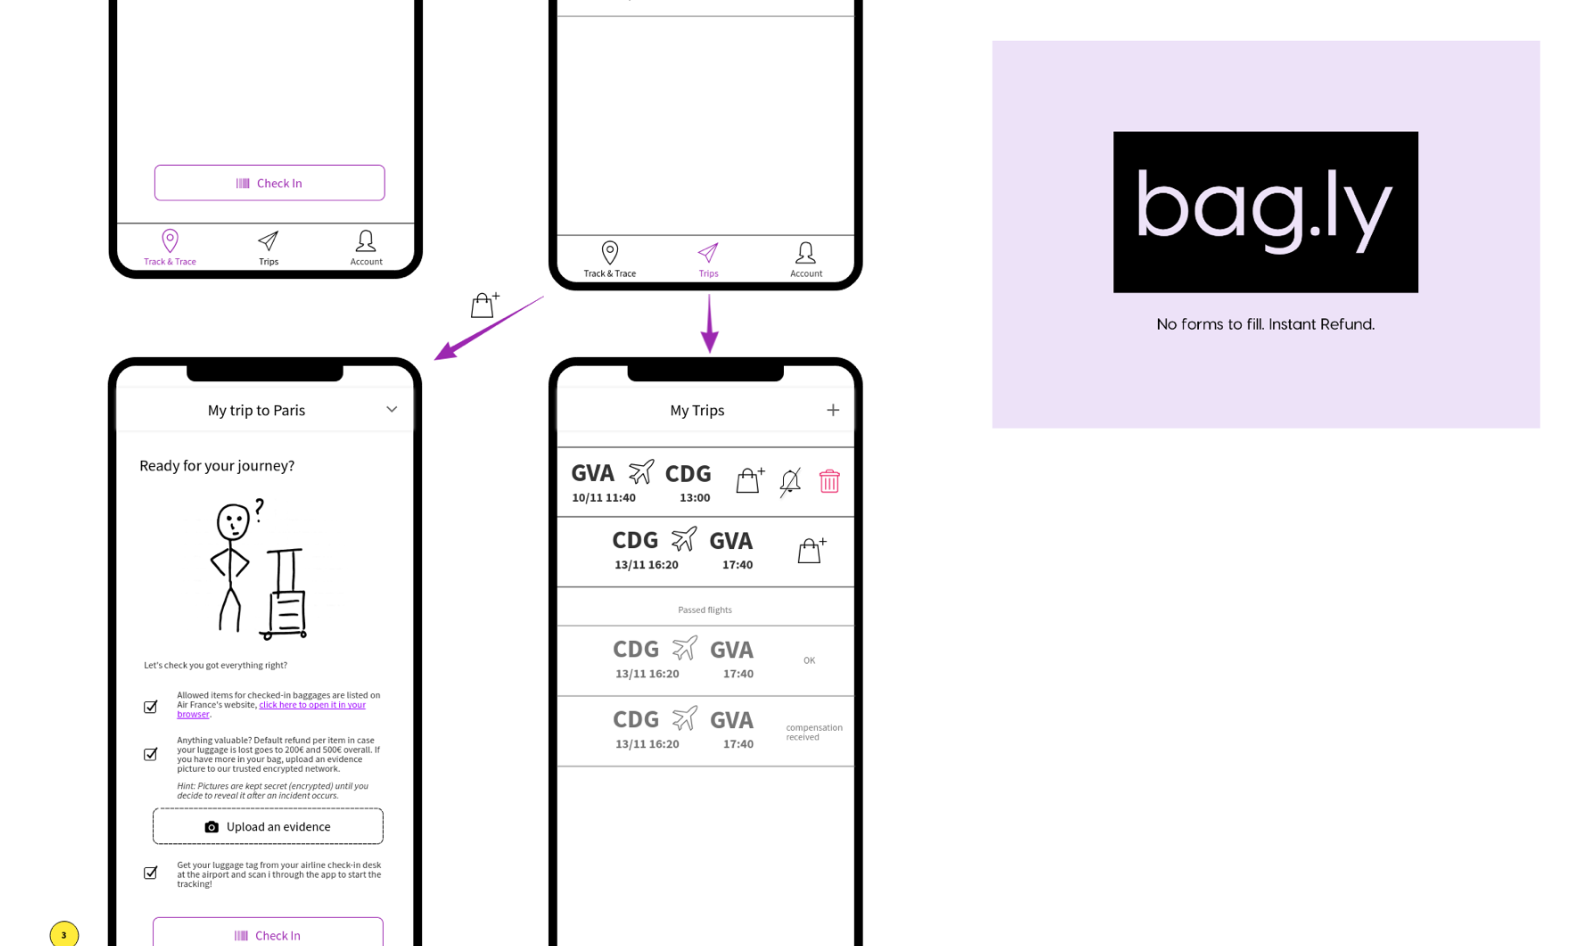 Check In
Track & Trace
Trips
Account
Track & Trace
Trips
Account
bag.ly
No forms to fill. Instant Refund.
My trip to Paris
Ready for your journey?
?
Let's check you got everything right?
Allowed items for checked-in baggages are listed on
Air France's website, click here to open it in your
browser.
Anything valuable? Default refund per item in case
your luggage is lost goes to 200€ and 500€ overall. If
you have more in your bag, upload an evidence
picture to our trusted encrypted network.
Hint: Pictures are kept secret (encrypted) until you
decide to reveal it after an incident occurs.
Upload an evidence
Get your luggage tag from your airline check-in desk
at the airport and scan i through the app to start the
tracking!
Check In
3
My Trips
GVA CDG
10/11 11:40 13:00
CDG GVA
13/11 16:20 17:40
Passed flights
CDG GVA
13/11 16:20 17:40
OK
CDG GVA
13/11 16:20 17:40
compensation
received